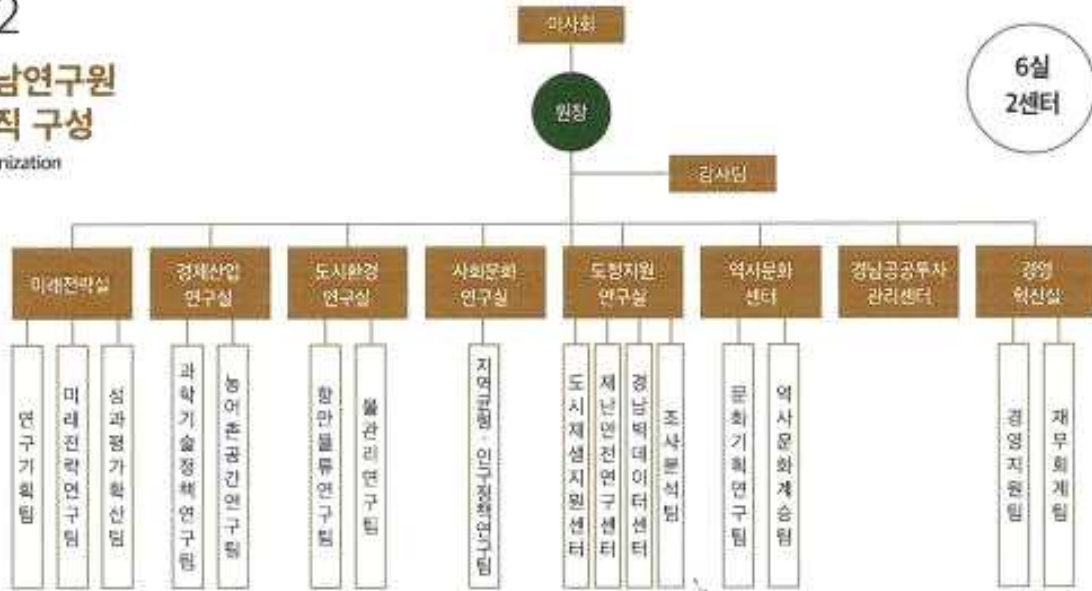 2
남연구원
직 구성
nization
이사회
원장
감사팀
6실
2센터
미래전략실
경제산업
연구실
도시환경
연구실
사회문화
연구실
도정지원
연구실
역사문화
센터
경남공공투자
관리센터
경영
혁신실
연구기획팀
미래전략연구팀
성과평가확산팀
과학기술정책연구팀
농어촌공간연구팀
항만물류연구팀
물관리연구팀
지역균형·인구정책연구팀
도시재생지원센터
재난안전연구센터
경남빅데이터센터
조사분석팀
문화기획연구팀
역사문화계승팀
경영지원팀
재무회계팀